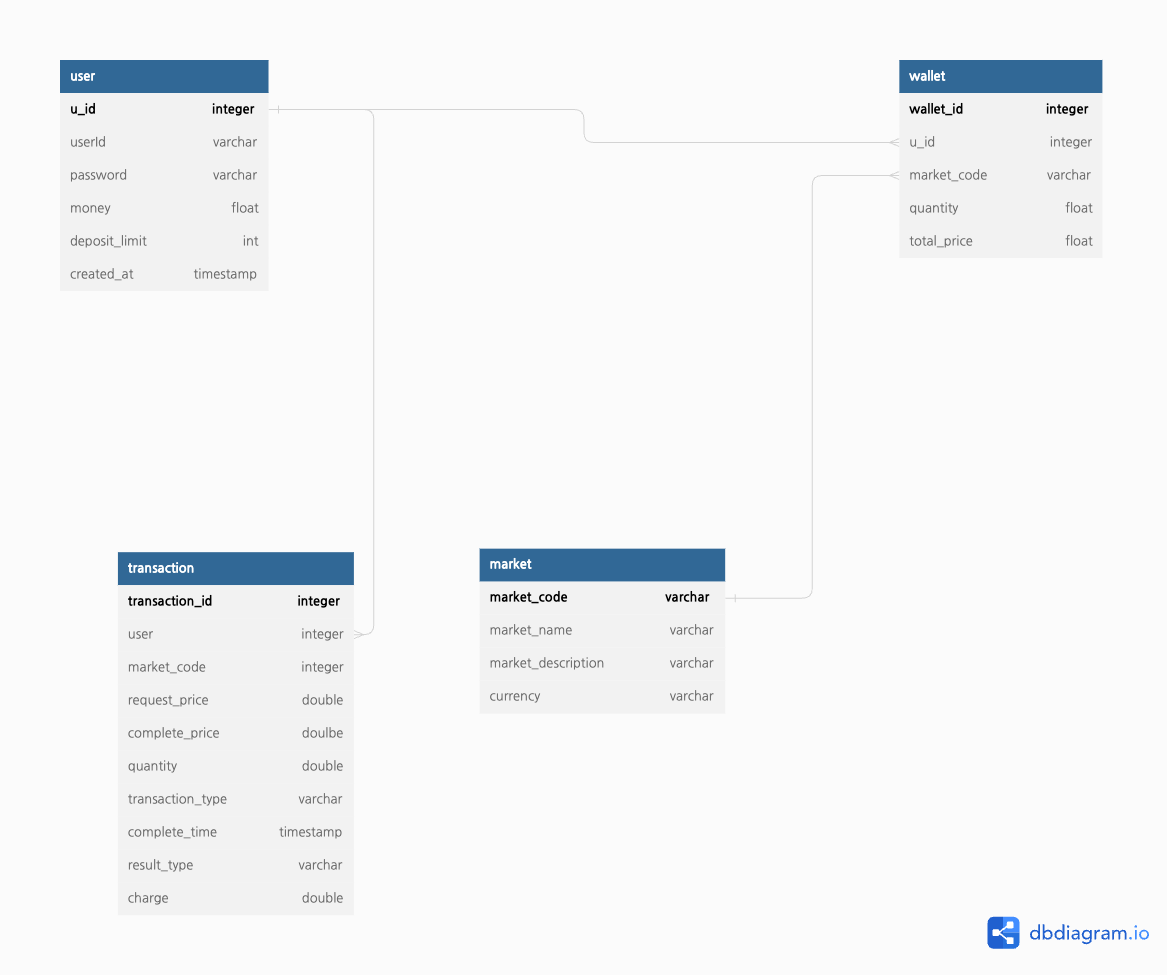 user
u_id integer
userId varchar
password varchar
money float
deposit_limit int
created_at timestamp
wallet
wallet_id integer
u_id integer
market_code varchar
quantity float
total_price float
transaction
transaction_id integer
user integer
market_code integer
request_price double
complete_price doulbe
quantity double
transaction_type varchar
complete_time timestamp
result_type varchar
charge double
market
market_code varchar
market_name varchar
market_description varchar
currency varchar
dbdiagram.io